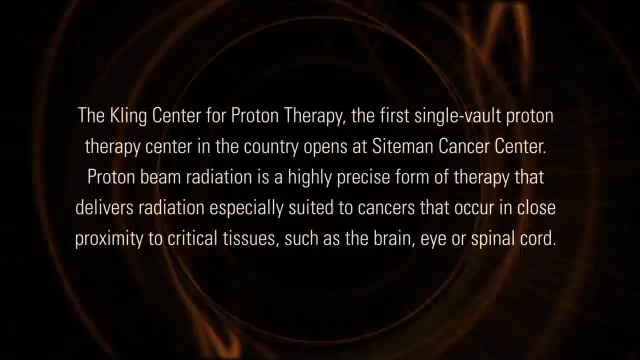 The Kling Center for Proton Therapy, the first single-vault proton
therapy center in the country opens at Siteman Cancer Center.
Proton beam radiation is a highly precise form of therapy that
delivers radiation especially suited to cancers that occur in close
proximity to critical tissues, such as the brain, eye or spinal cord.